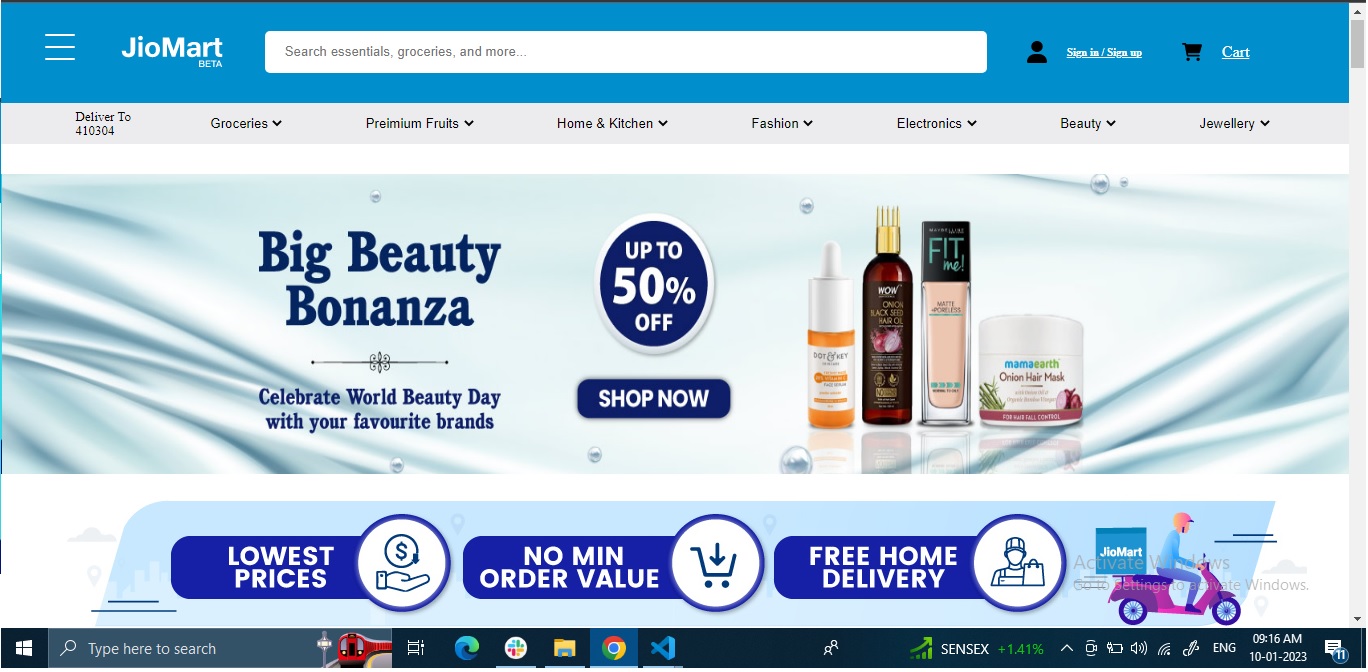 JioMart
BETA
Search essentials, groceries, and more...
Sign in / Sign up
Cart
Deliver To
410304
Groceries
Preimium Fruits
Home & Kitchen
Fashion
Electronics
Beauty
Jewellery
Big Beauty
Bonanza
Celebrate World Beauty Day
with your favourite brands
UP TO
50%
OFF
SHOP NOW
DOT & KEY
WOW
ONION
BLACK SEED
HAIR OIL
MAYBELLINE
FIT
me!
MATTE
+PORELESS
mamaearth
Onion Hair Mask
FOR HAIR FALL CONTROL
LOWEST
PRICES
NO MIN
ORDER VALUE
FREE HOME
DELIVERY
JioMart
Activate Windows
Go to Settings to activate Windows.
Type here to search
SENSEX +1.41%
ENG
09:16 AM
10-01-2023
11